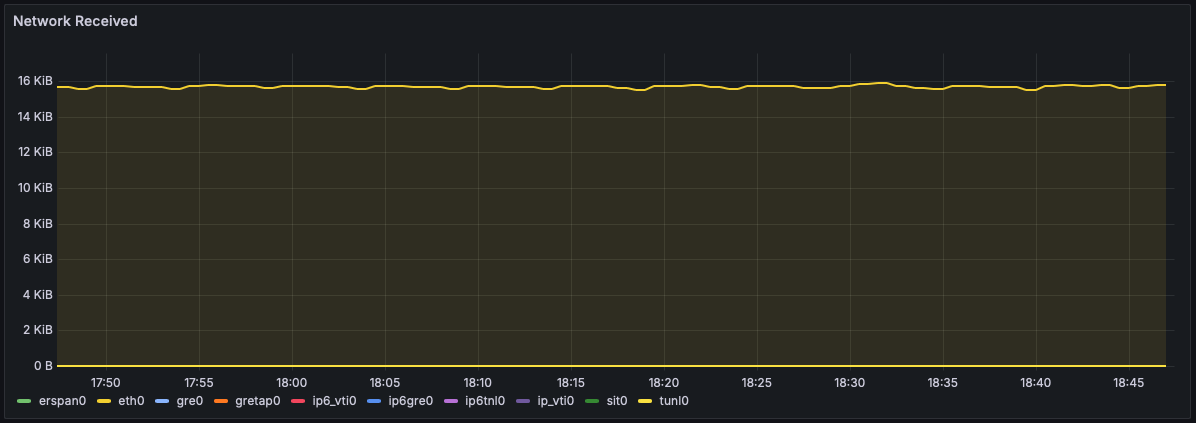 Network Received
16 KiB
14 KiB
12 KiB
10 KiB
8 KiB
6 KiB
4 KiB
2 KiB
0 B
17:50 17:55 18:00 18:05 18:10 18:15 18:20 18:25 18:30 18:35 18:40 18:45
erspan0 eth0 gre0 gretap0 ip6_vti0 ip6gre0 ip6tnl0 ip_vti0 sit0 tunl0